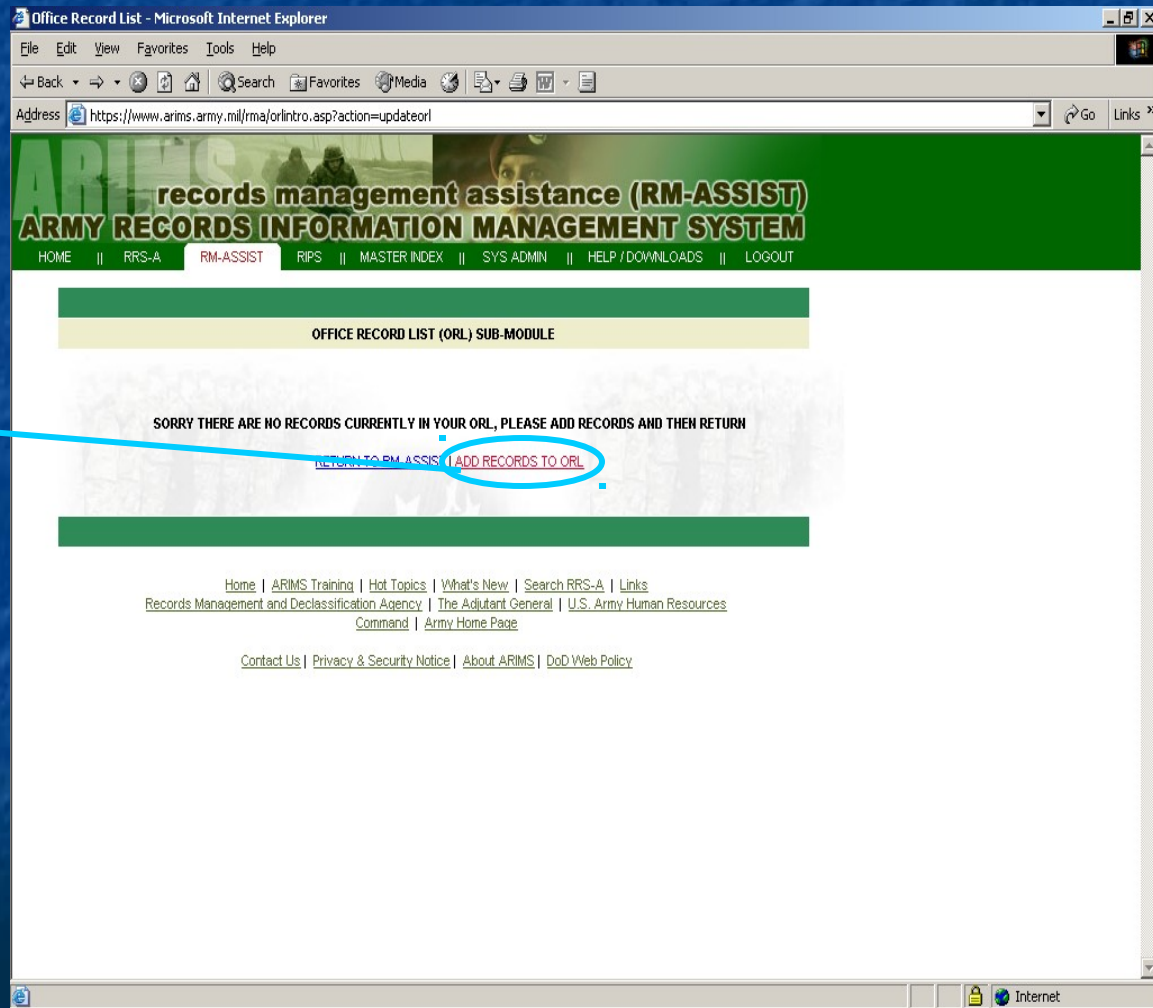 Office Record List - Microsoft Internet Explorer
File Edit View Favorites Tools Help
Back Search Favorites Media
Address https://www.arims.army.mil/rma/orlintro.asp?action=updateorl Go Links »
ARIMS
records management assistance (RM-ASSIST)
ARMY RECORDS INFORMATION MANAGEMENT SYSTEM
HOME || RRS-A RM-ASSIST RIPS || MASTER INDEX || SYS ADMIN || HELP / DOWNLOADS || LOGOUT
OFFICE RECORD LIST (ORL) SUB-MODULE
SORRY THERE ARE NO RECORDS CURRENTLY IN YOUR ORL, PLEASE ADD RECORDS AND THEN RETURN
RETURN TO RM-ASSIST | ADD RECORDS TO ORL
Home | ARIMS Training | Hot Topics | What's New | Search RRS-A | Links
Records Management and Declassification Agency | The Adjutant General | U.S. Army Human Resources
Command | Army Home Page
Contact Us | Privacy & Security Notice | About ARIMS | DoD Web Policy
Internet